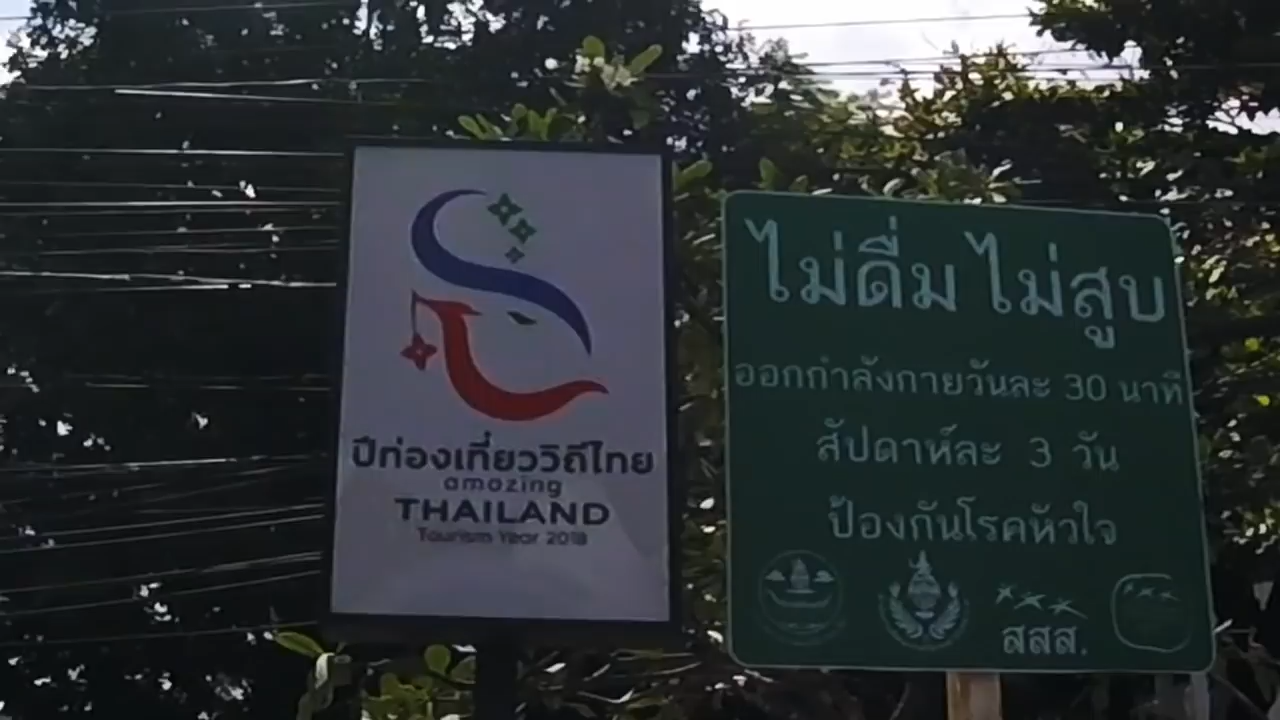 ปีท่องเที่ยววิถีไทย
amazing
THAILAND
Tourism Year 2018
ไม่ดื่ม ไม่สูบ
ออกกำลังกายวันละ 30 นาที
สัปดาห์ละ 3 วัน
ป้องกันโรคหัวใจ
สสส.